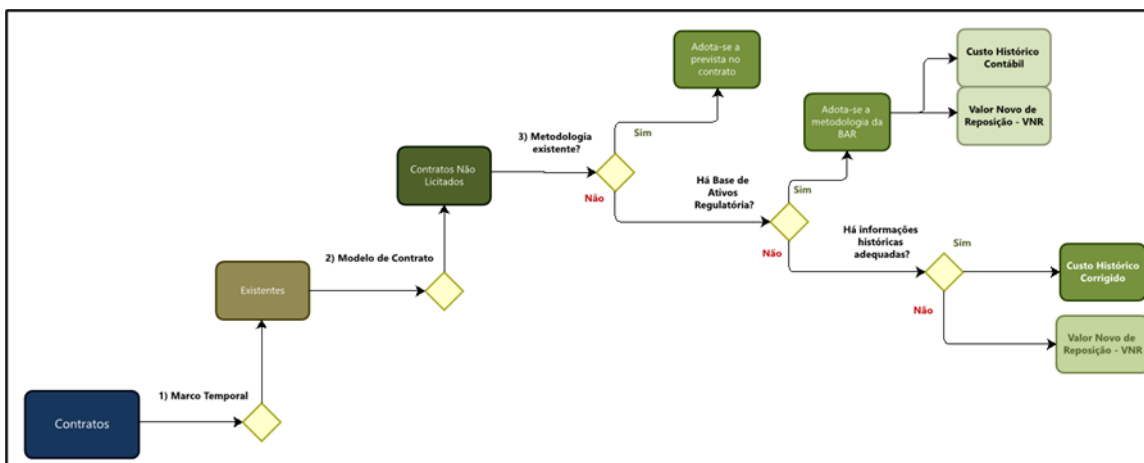 Contratos
1) Marco Temporal
Existentes
2) Modelo de Contrato
Contratos Não
Licitados
3) Metodologia
existente?
Sim
Adota-se a
prevista no
contrato
Não
Há Base de
Ativos
Regulatória?
Sim
Adota-se a
metodologia da
BAR
Custo Histórico
Contábil
Valor Novo de
Reposição - VNR
Não
Há informações
históricas
adequadas?
Sim
Custo Histórico
Corrigido
Não
Valor Novo de
Reposição - VNR